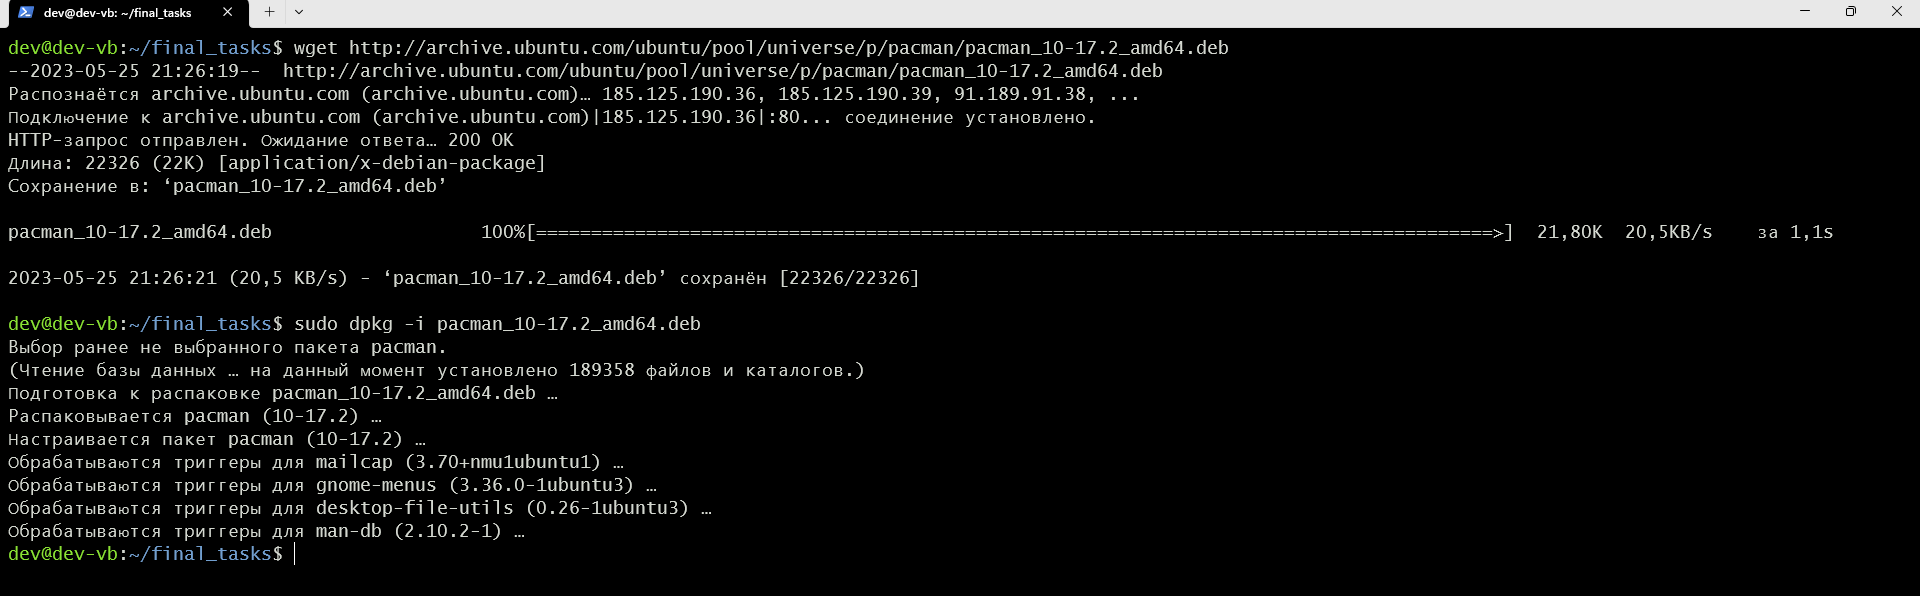 dev@dev-vb: ~/final_tasks
dev@dev-vb:~/final_tasks$ wget http://archive.ubuntu.com/ubuntu/pool/universe/p/pacman/pacman_10-17.2_amd64.deb
--2023-05-25 21:26:19--  http://archive.ubuntu.com/ubuntu/pool/universe/p/pacman/pacman_10-17.2_amd64.deb
Распознаётся archive.ubuntu.com (archive.ubuntu.com)… 185.125.190.36, 185.125.190.39, 91.189.91.38, ...
Подключение к archive.ubuntu.com (archive.ubuntu.com)|185.125.190.36|:80... соединение установлено.
HTTP-запрос отправлен. Ожидание ответа… 200 OK
Длина: 22326 (22K) [application/x-debian-package]
Сохранение в: ‘pacman_10-17.2_amd64.deb’
pacman_10-17.2_amd64.deb 100%[=======================================================================================>] 21,80K 20,5KB/s за 1,1s
2023-05-25 21:26:21 (20,5 KB/s) - ‘pacman_10-17.2_amd64.deb’ сохранён [22326/22326]
dev@dev-vb:~/final_tasks$ sudo dpkg -i pacman_10-17.2_amd64.deb
Выбор ранее не выбранного пакета pacman.
(Чтение базы данных … на данный момент установлено 189358 файлов и каталогов.)
Подготовка к распаковке pacman_10-17.2_amd64.deb …
Распаковывается pacman (10-17.2) …
Настраивается пакет pacman (10-17.2) …
Обрабатываются триггеры для mailcap (3.70+nmu1ubuntu1) …
Обрабатываются триггеры для gnome-menus (3.36.0-1ubuntu3) …
Обрабатываются триггеры для desktop-file-utils (0.26-1ubuntu3) …
Обрабатываются триггеры для man-db (2.10.2-1) …
dev@dev-vb:~/final_tasks$